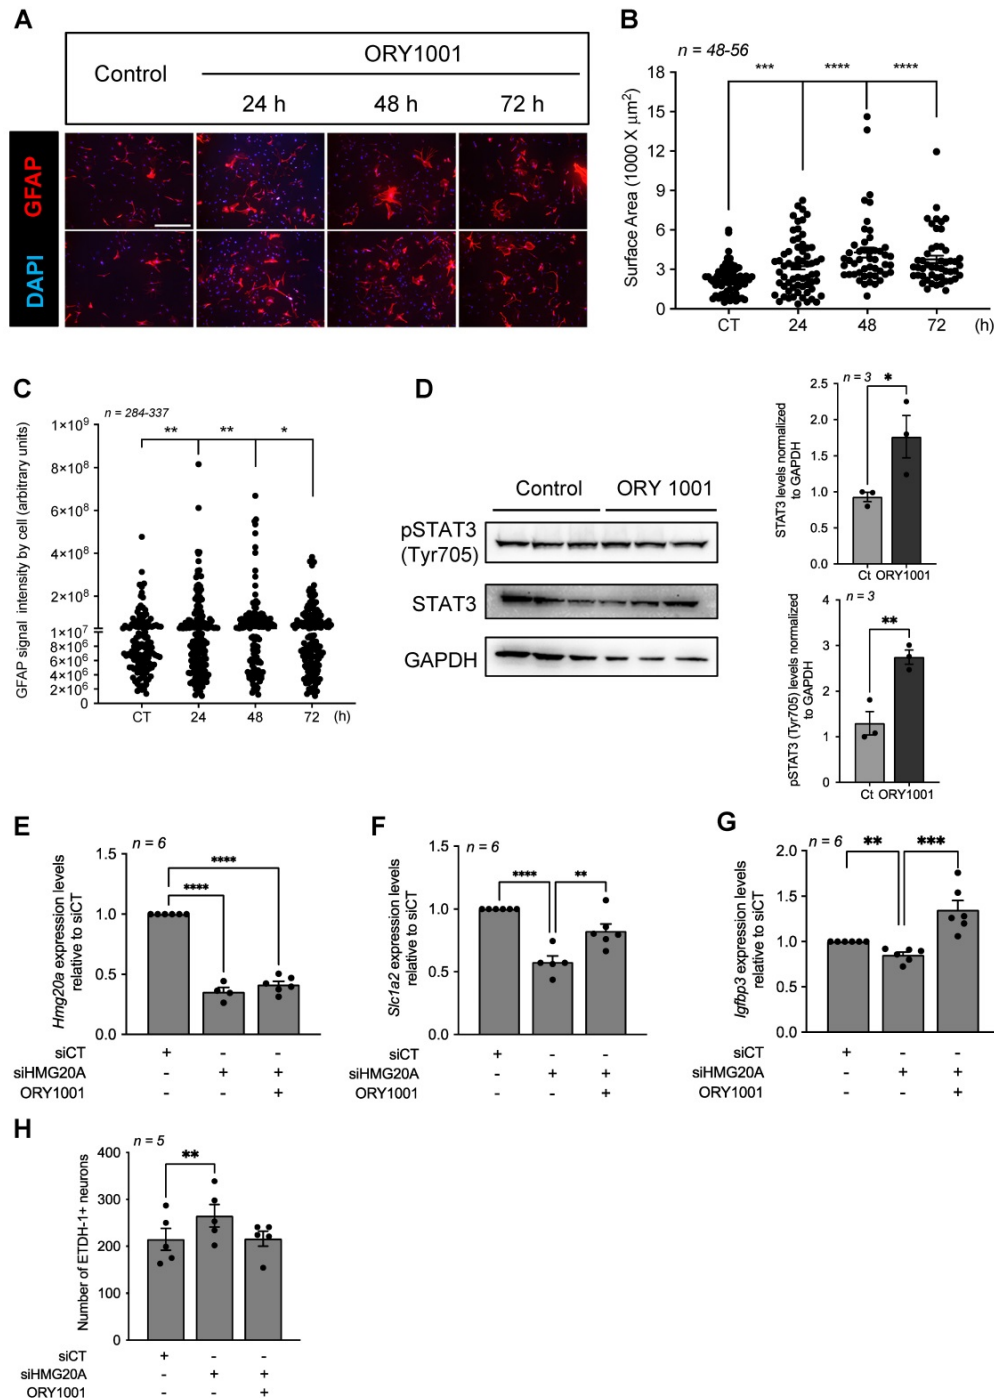 A
Control
ORY1001
24 h 48 h 72 h
GFAP
DAPI
B
n = 48-56
*** **** ****
Surface Area (1000 X μm²)
18
15
12
9
6
3
0
CT 24 48 72 (h)
C
n = 284-337
** ** *
GFAP signal intensity by cell (arbitrary units)
1×10⁹
8×10⁸
6×10⁸
4×10⁸
2×10⁸
1×10⁷
8×10⁶
6×10⁶
4×10⁶
2×10⁶
0
CT 24 48 72 (h)
D
Control ORY 1001
pSTAT3
(Tyr705)
STAT3
GAPDH
n = 3
*
STAT3 levels normalized
to GAPDH
2.5
2.0
1.5
1.0
0.5
0.0
Ct ORY1001
n = 3
**
pSTAT3 (Tyr705) levels normalized
to GAPDH
4
3
2
1
0
Ct ORY1001
E
n = 6
****
****
Hmg20a expression levels
relative to siCT
1.5
1.0
0.5
0.0
siCT + - -
siHMG20A - + +
ORY1001 - - +
F
n = 6
**** **
Slc1a2 expression levels
relative to siCT
1.5
1.0
0.5
0.0
siCT + - -
siHMG20A - + +
ORY1001 - - +
G
n = 6
** ***
Igfbp3 expression levels
relative to siCT
2.0
1.5
1.0
0.5
0.0
siCT + - -
siHMG20A - + +
ORY1001 - - +
H
n = 5
**
Number of ETDH-1+ neurons
400
300
200
100
0
siCT + - -
siHMG20A - + +
ORY1001 - - +